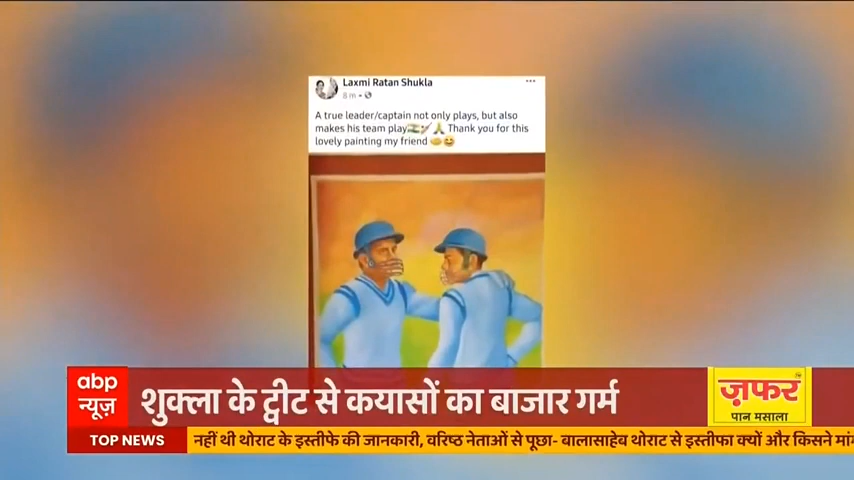 Laxmi Ratan Shukla
8 m
A true leader/captain not only plays, but also
makes his team play🇮🇳🏏🙏 Thank you for this
lovely painting my friend
abp
न्यूज़
शुक्ला के ट्वीट से कयासों का बाजार गर्म
ज़फर
पान मसाला
TOP NEWS
नहीं थी थोराट के इस्तीफे की जानकारी, वरिष्ठ नेताओं से पूछा- बालासाहेब थोराट से इस्तीफा क्यों और किसने